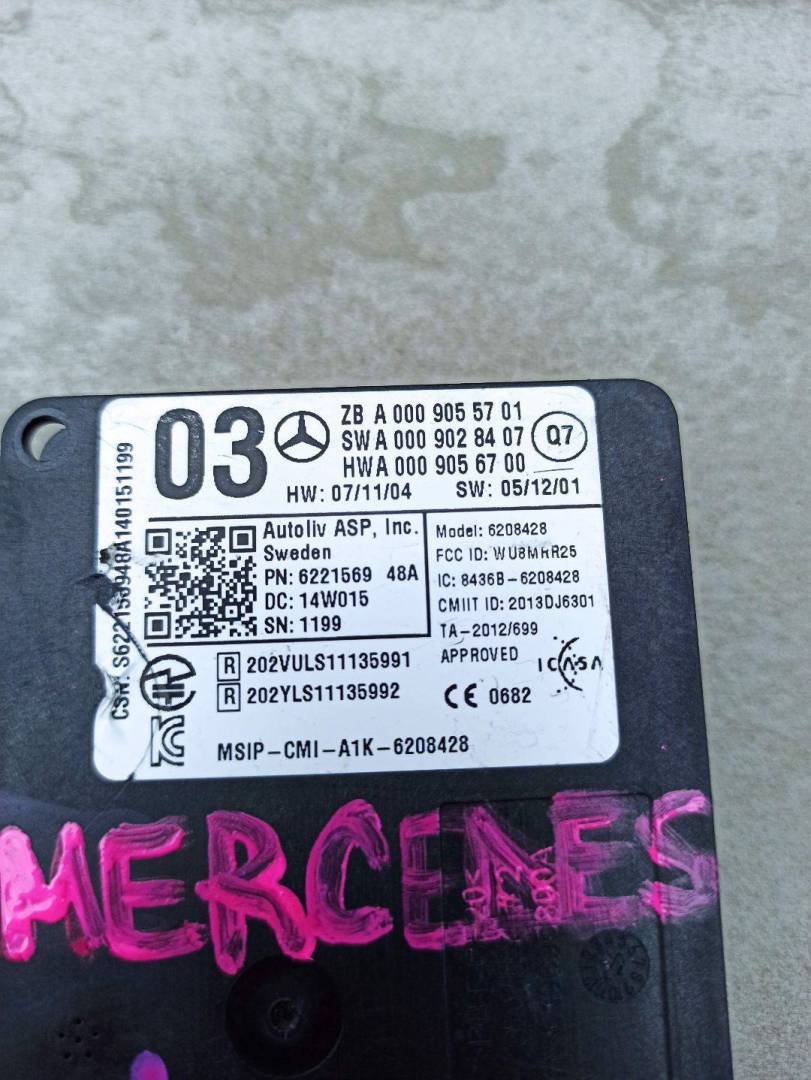 03
ZB A 000 905 57 01
SW A 000 902 84 07
HW A 000 905 67 00
Q7
HW: 07/11/04 SW: 05/12/01
Autoliv ASP, Inc.
Sweden
PN: 6221569 48A
DC: 14W015
SN: 1199
Model: 6208428
FCC ID: WU8MRR25
IC: 8436B-6208428
CMIIT ID: 2013DJ6301
TA-2012/699
APPROVED
ICASA
R 202VULS11135991
R 202YLS11135992
CE 0682
MSIP-CMI-A1K-6208428
CSN:
MERCEDES